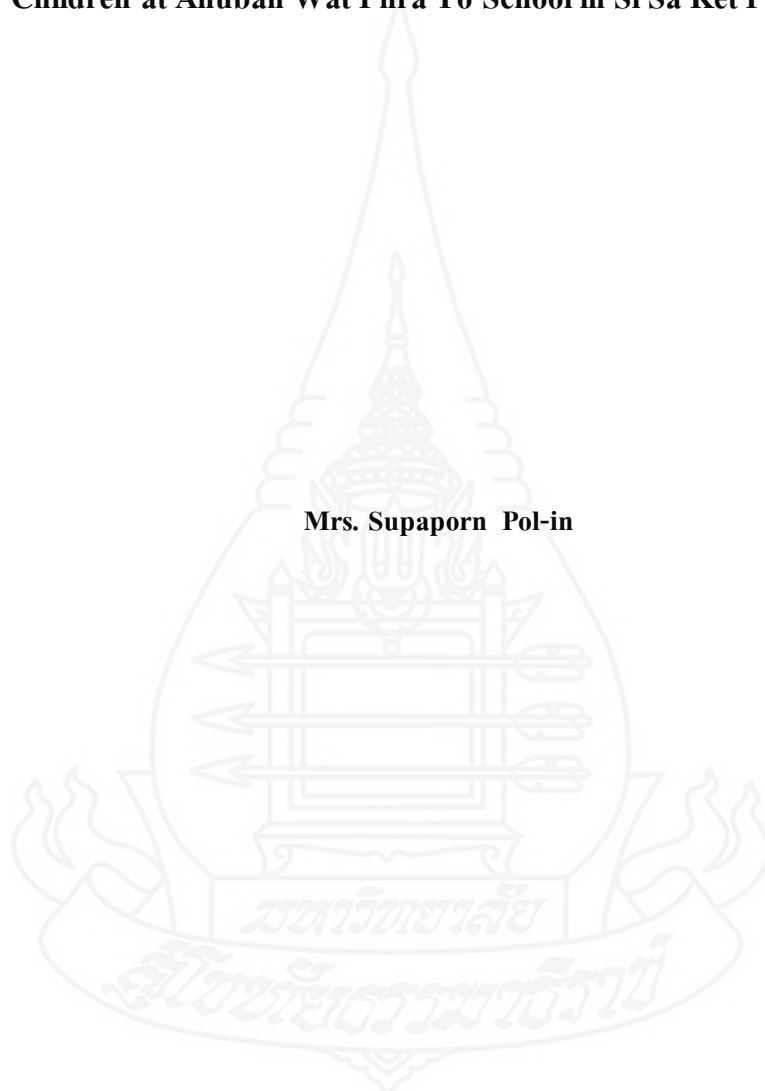 Children at Anuban Wat Phra To School in Si Sa Ket
Mrs. Supaporn Pol-in
มหาวิทยาลัย
สุโขทัยธรรมาธิราช